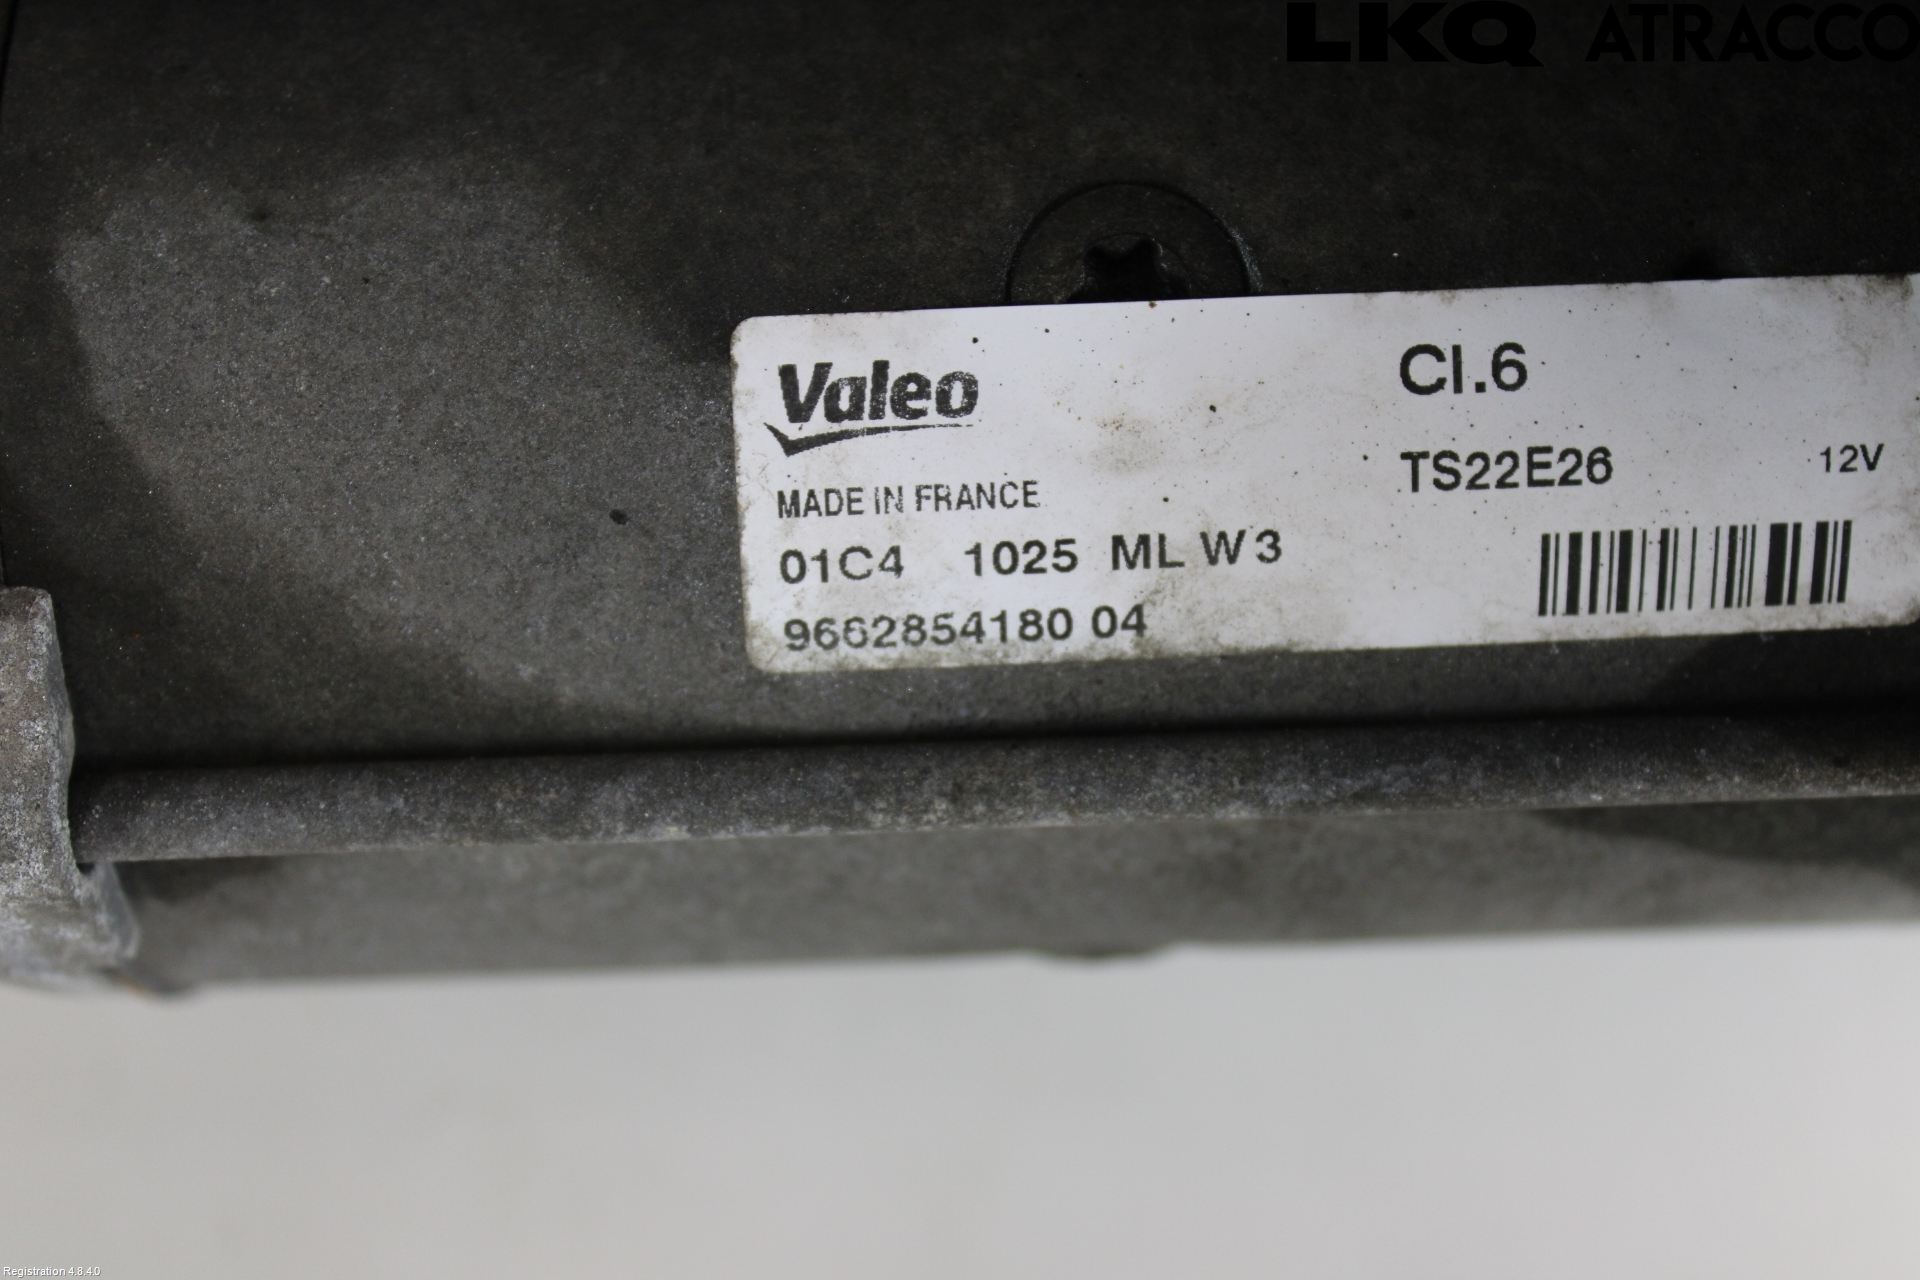 LKQ ATRACCO
Valeo
MADE IN FRANCE
01C4 1025 ML W3
9662854180 04
Cl.6
TS22E26 12V
Registration 4.8.4.0